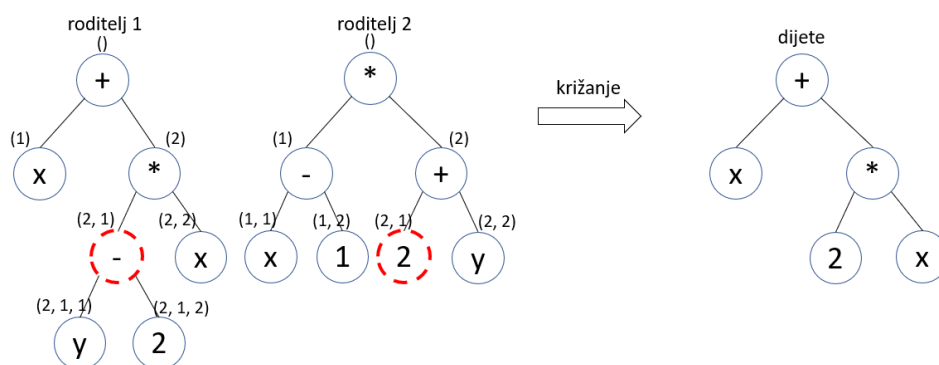 roditelj 1
()
+
(1)
(2)
x
*
(2, 1)
(2, 2)
-
x
(2, 1, 1)
(2, 1, 2)
y
2
roditelj 2
()
*
(1)
(2)
-
+
(1, 1)
(1, 2)
(2, 1)
(2, 2)
x
1
2
y
križanje
dijete
+
x
*
2
x